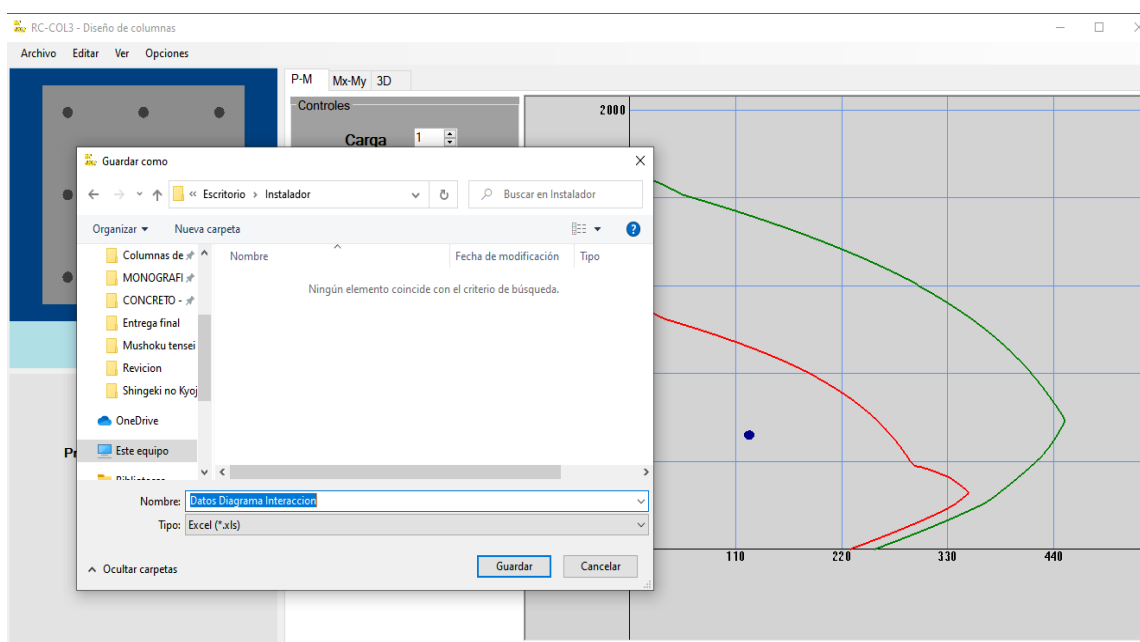 RC-COL3 - Diseño de columnas
Archivo Editar Ver Opciones
P-M Mx-My 3D
Controles
Carga 1
2000
Guardar como
« Escritorio › Instalador
Buscar en Instalador
Organizar Nueva carpeta
Nombre Fecha de modificación Tipo
Ningún elemento coincide con el criterio de búsqueda.
Columnas de
MONOGRAFI
CONCRETO -
Entrega final
Mushoku tensei
Revicion
Shingeki no Kyoj
OneDrive
Este equipo
Pr
Nombre: Datos Diagrama Interaccion
Tipo: Excel (*.xls)
Ocultar carpetas
Guardar Cancelar
110 220 330 440